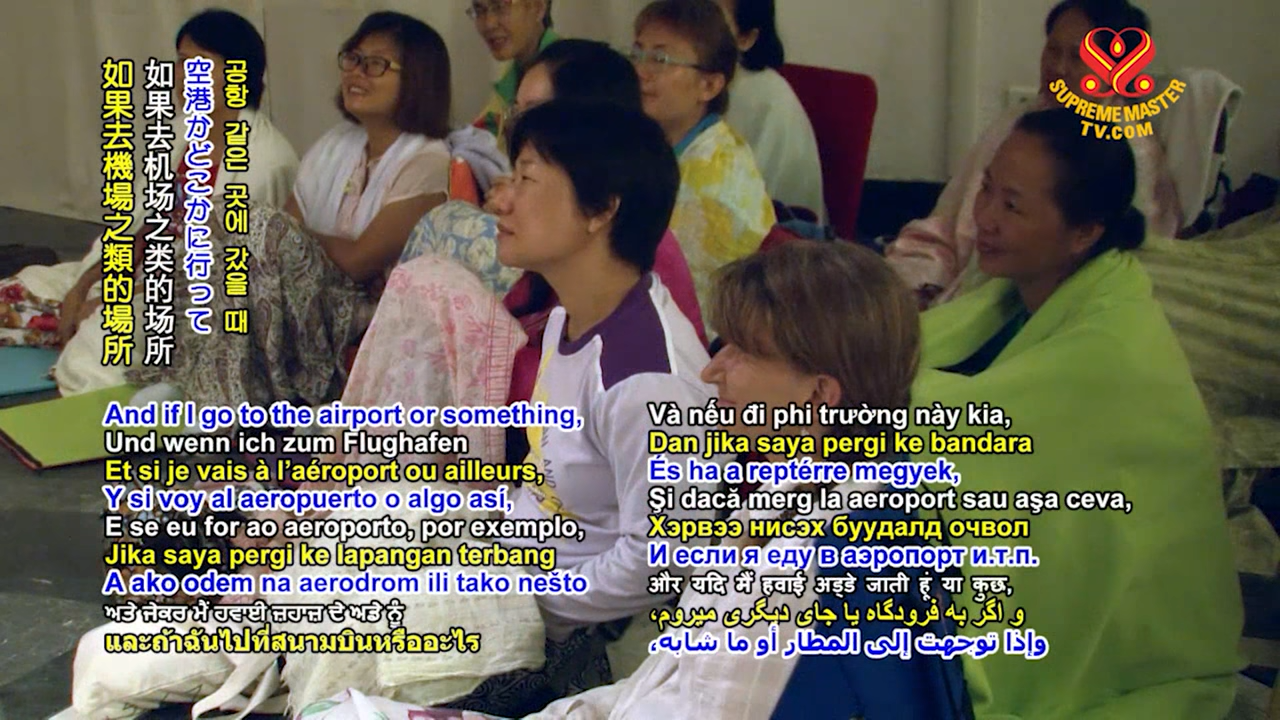 공항 같은 곳에 갔을 때
空港かどこかに行って
如果去机场之类的场所
如果去機場之類的場所
SUPREME MASTER
TV.COM
And if I go to the airport or something,
Und wenn ich zum Flughafen
Et si je vais à l’aéroport ou ailleurs,
Y si voy al aeropuerto o algo así,
E se eu for ao aeroporto, por exemplo,
Jika saya pergi ke lapangan terbang
A ako odem na aerodrom ili tako nešto
ਅਤੇ ਜੇਕਰ ਮੈਂ ਹਵਾਈ ਜ਼ਹਾਜ਼ ਦੇ ਅਡੇ ਨੂੰ
และถ้าฉันไปที่สนามบินหรืออะไร
Và nếu đi phi trường này kia,
Dan jika saya pergi ke bandara
És ha a reptérre megyek,
Şi dacă merg la aeroport sau aşa ceva,
Хэрвээ нисэх буудалд очвол
И если я еду в аэропорт и.т.п.
और यदि मैं हवाई अड्डे जाती हूं या कुछ,
و اگر به فرودگاه یا جای دیگری میروم،
وإذا توجهت إلى المطار أو ما شابه،